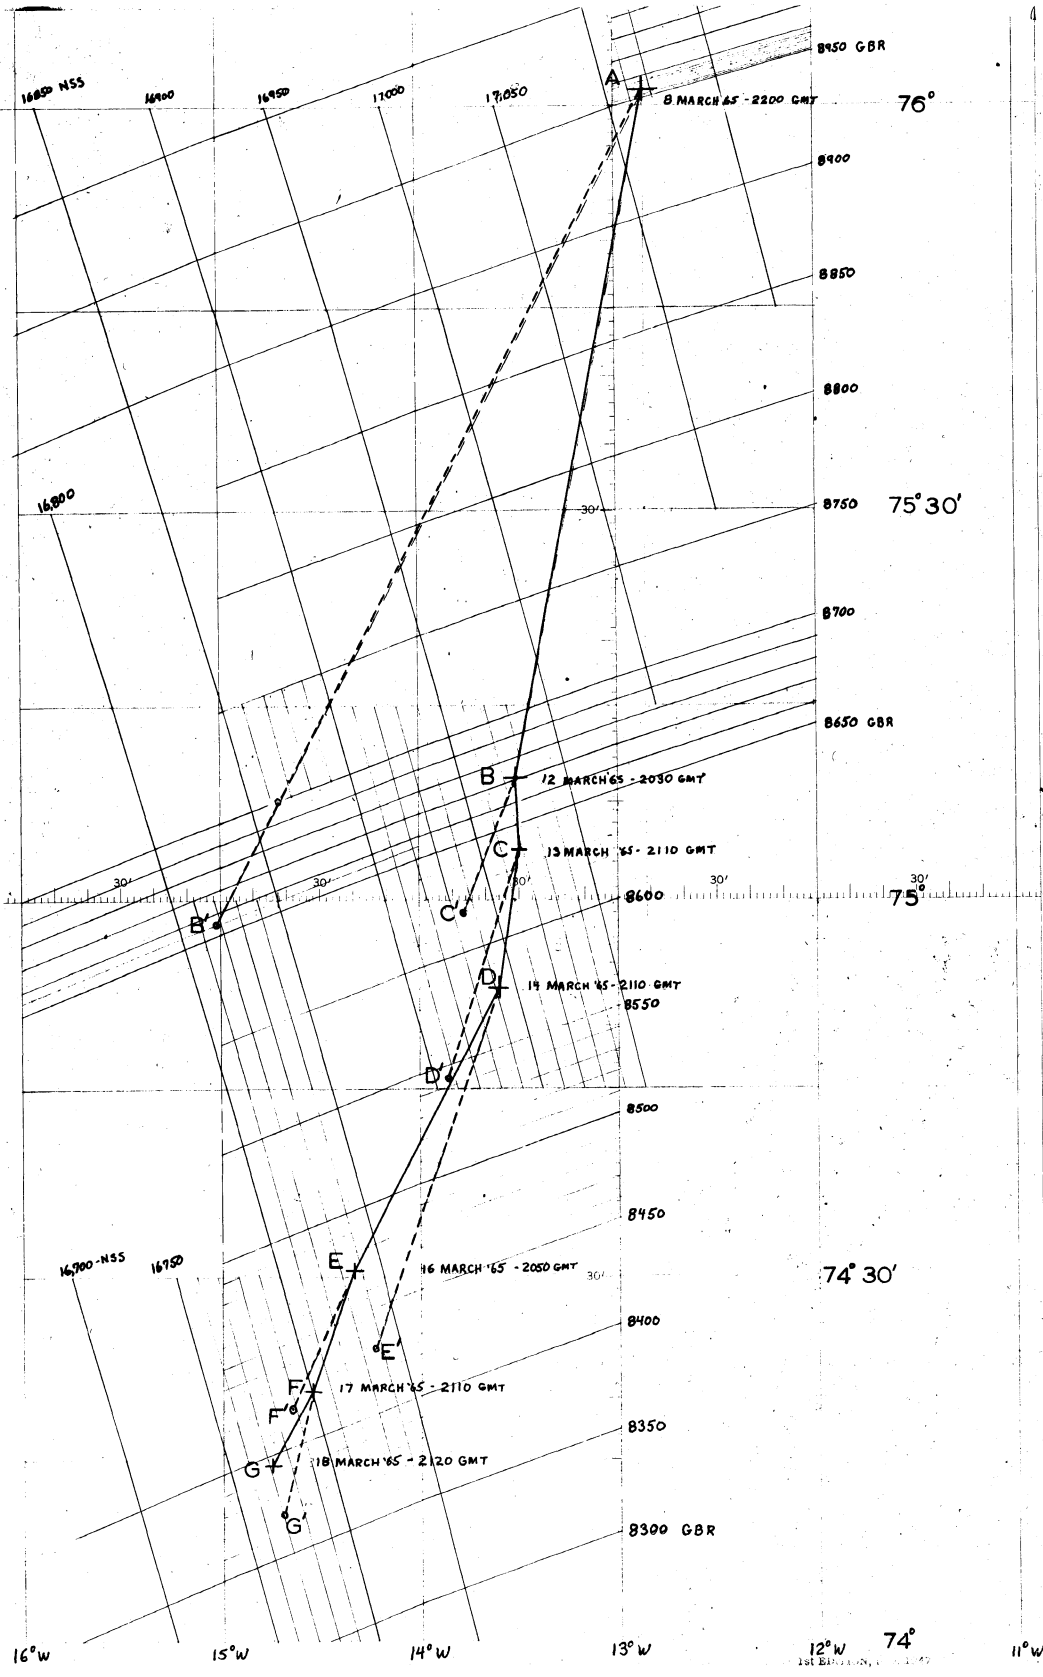 8950 GBR
16850 NSS
16900
16950
17000
17,050
A
8 MARCH 65 - 2200 GMT
76°
8900
8850
8800
16,800
30'
8750
75°30'
8700
8650 GBR
B
12 MARCH '65 - 2030 GMT
C
13 MARCH '65 - 2110 GMT
30'
30'
30'
30'
30'
8600
75°
B'
C'
D
14 MARCH '65 - 2110 GMT
8550
D'
8500
8450
16,700-NSS
16750
E
16 MARCH '65 - 2050 GMT
30'
74°30'
8400
E'
F
17 MARCH '65 - 2110 GMT
F'
8350
G
18 MARCH '65 - 2120 GMT
G'
8300 GBR
16°W
15°W
14°W
13°W
12°W
74°
11°W
1st EDITION,